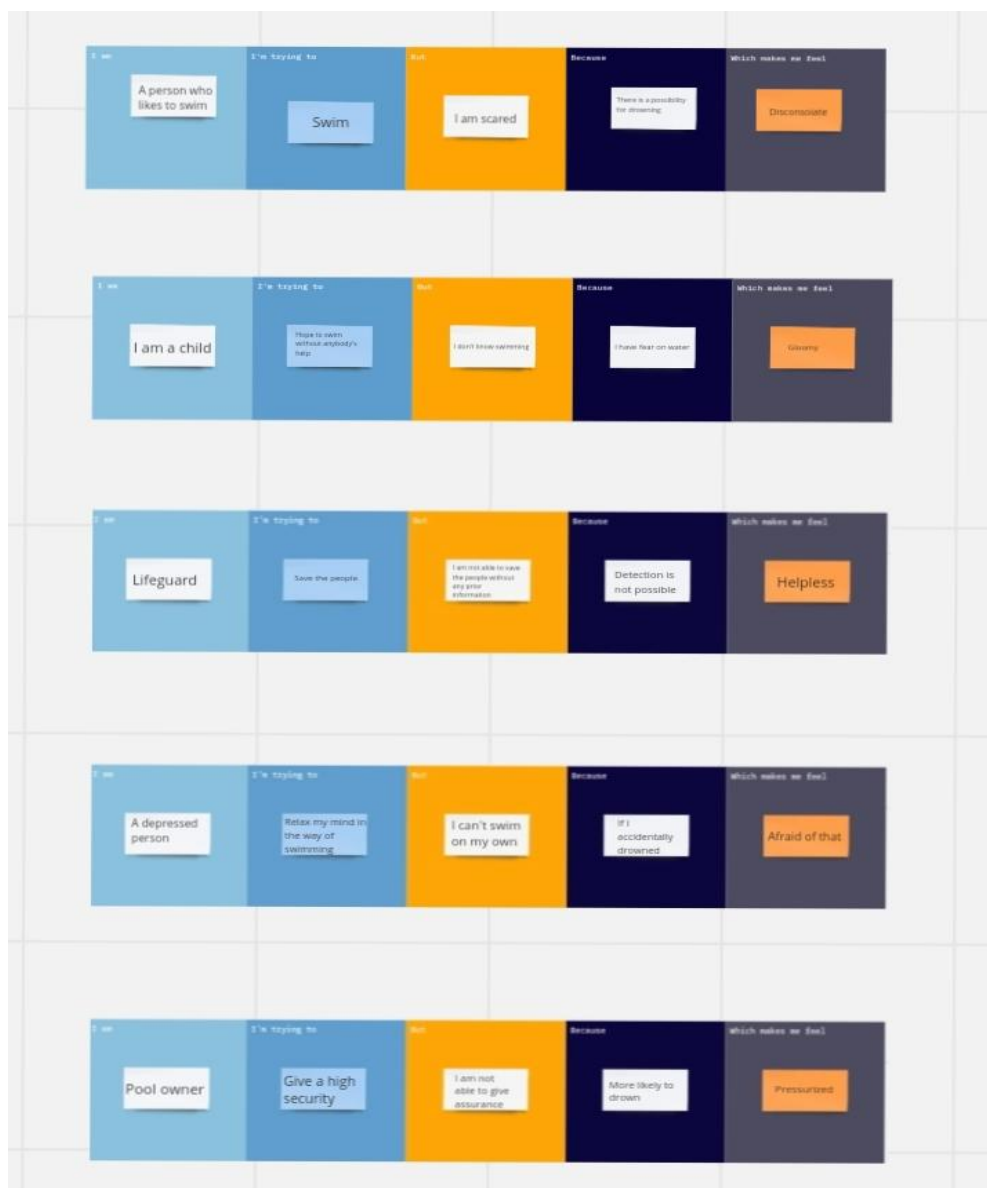 I am
I'm trying to
But
Because
Which makes me feel
A person who
likes to swim
Swim
I am scared
There is a possibility
for drowning
Disconsolate
I am
I'm trying to
But
Because
Which makes me feel
I am a child
Hope to swim
without anybody's
help
I don't know swimming
I have fear on water
Gloomy
I am
I'm trying to
But
Because
Which makes me feel
Lifeguard
Save the people
I am not able to save
the people without
any prior
information
Detection is
not possible
Helpless
I am
I'm trying to
But
Because
Which makes me feel
A depressed
person
Relax my mind in
the way of
swimming
I can't swim
on my own
If I
accidentally
drowned
Afraid of that
I am
I'm trying to
But
Because
Which makes me feel
Pool owner
Give a high
security
I am not
able to give
assurance
More likely to
drown
Pressurized